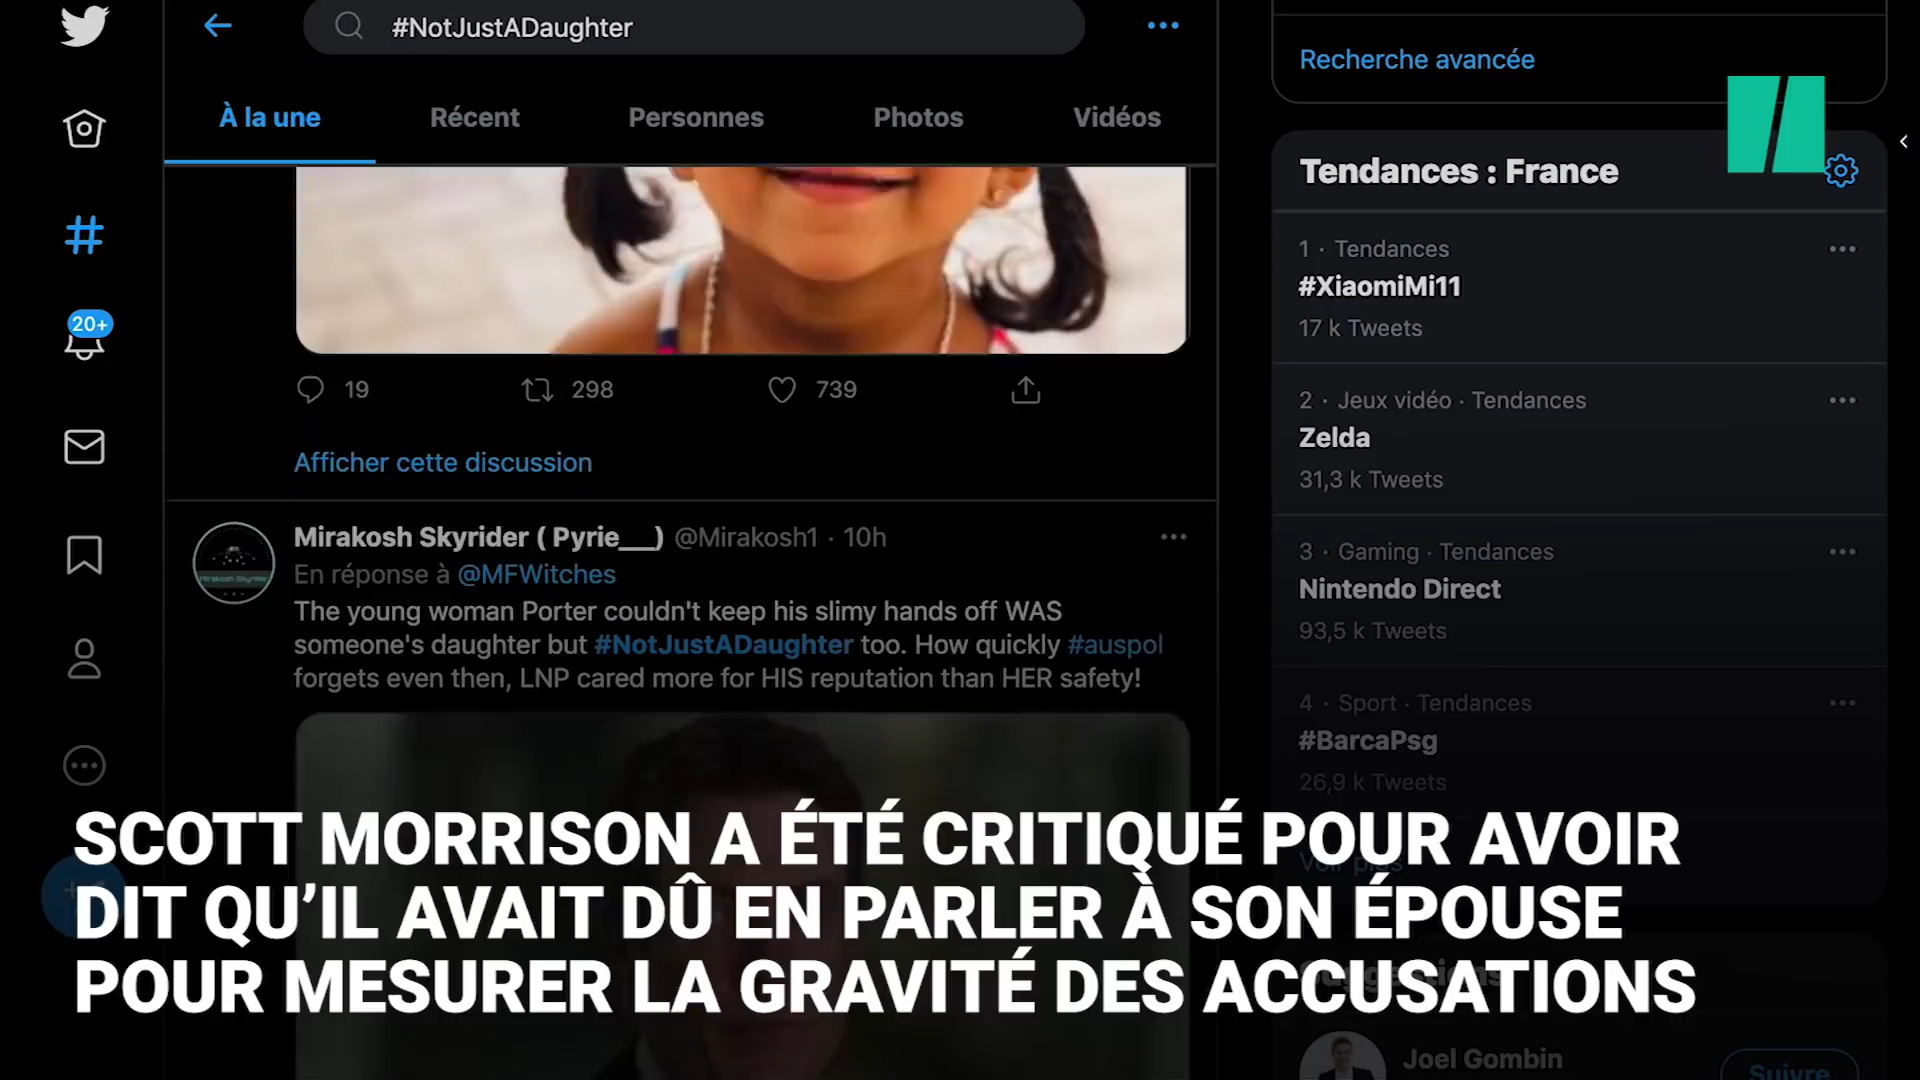 #NotJustADaughter
À la une
Récent
Personnes
Photos
Vidéos
20+
19
298
739
Afficher cette discussion
Mirakosh Skyrider ( Pyrie___) @Mirakosh1 · 10h
En réponse à @MFWitches
The young woman Porter couldn't keep his slimy hands off WAS
someone's daughter but #NotJustADaughter too. How quickly #auspol
forgets even then, LNP cared more for HIS reputation than HER safety!
Recherche avancée
Tendances : France
1 · Tendances
#XiaomiMi11
17 k Tweets
2 · Jeux vidéo · Tendances
Zelda
31,3 k Tweets
3 · Gaming · Tendances
Nintendo Direct
93,5 k Tweets
4 · Sport · Tendances
#BarcaPsg
26,9 k Tweets
Voir plus
Suggestions
Joel Gombin
Suivre
SCOTT MORRISON A ÉTÉ CRITIQUÉ POUR AVOIR
DIT QU'IL AVAIT DÛ EN PARLER À SON ÉPOUSE
POUR MESURER LA GRAVITÉ DES ACCUSATIONS